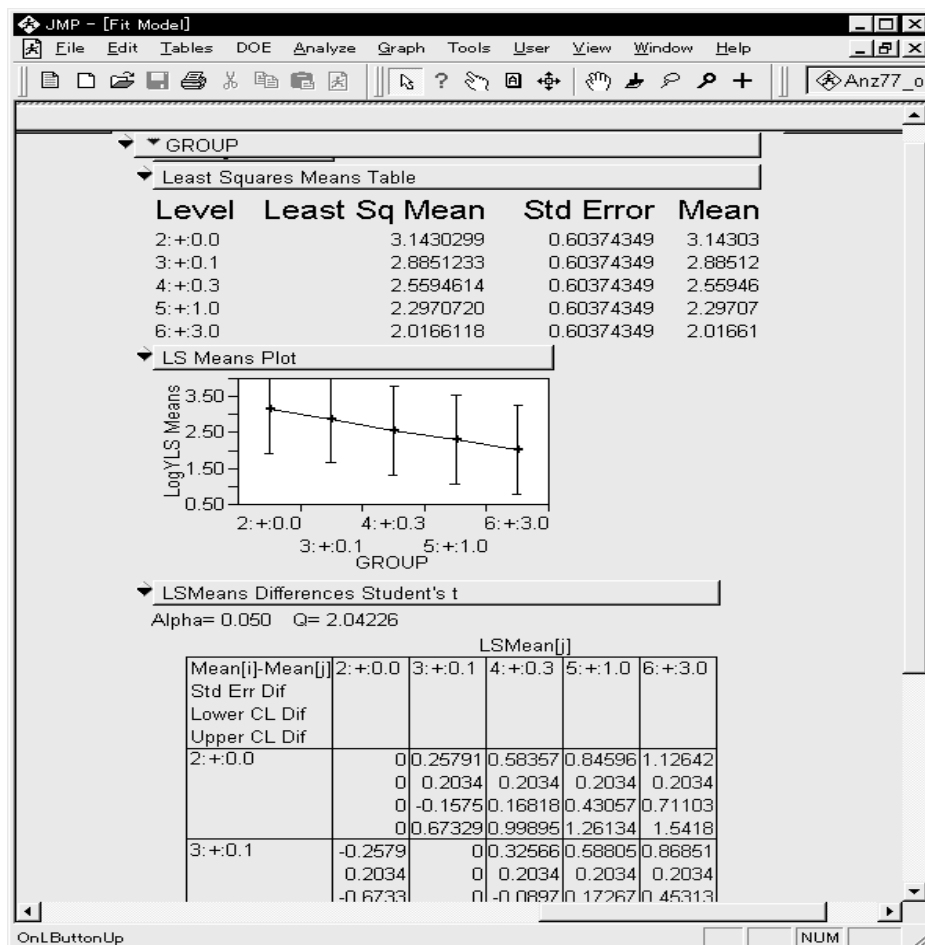 JMP - [Fit Model]
File Edit Tables DOE Analyze Graph Tools User View Window Help
Anz77_o
GROUP
Least Squares Means Table
Level Least Sq Mean Std Error Mean
2:+:0.0 3.1430299 0.60374349 3.14303
3:+:0.1 2.8851233 0.60374349 2.88512
4:+:0.3 2.5594614 0.60374349 2.55946
5:+:1.0 2.2970720 0.60374349 2.29707
6:+:3.0 2.0166118 0.60374349 2.01661
LS Means Plot
LogYLS Means
3.50
2.50
1.50
0.50
2:+:0.0 4:+:0.3 6:+:3.0
3:+:0.1 5:+:1.0
GROUP
LSMeans Differences Student's t
Alpha= 0.050 Q= 2.04226
LSMean[j]
Mean[i]-Mean[j] 2:+:0.0 3:+:0.1 4:+:0.3 5:+:1.0 6:+:3.0
Std Err Dif
Lower CL Dif
Upper CL Dif
2:+:0.0 0 0.25791 0.58357 0.84596 1.12642
0 0.2034 0.2034 0.2034 0.2034
0 -0.1575 0.16818 0.43057 0.71103
0 0.67329 0.99895 1.26134 1.5418
3:+:0.1 -0.2579 0 0.32566 0.58805 0.86851
0.2034 0 0.2034 0.2034 0.2034
-0.6733 0 -0.0897 0.17267 0.45313
OnLButtonUp NUM